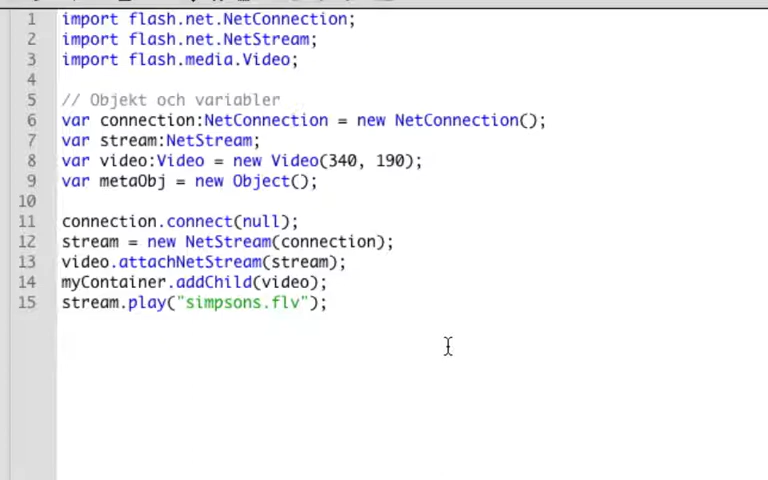 1 import flash.net.NetConnection;
2 import flash.net.NetStream;
3 import flash.media.Video;
4
5 // Objekt och variabler
6 var connection:NetConnection = new NetConnection();
7 var stream:NetStream;
8 var video:Video = new Video(340, 190);
9 var metaObj = new Object();
10
11 connection.connect(null);
12 stream = new NetStream(connection);
13 video.attachNetStream(stream);
14 myContainer.addChild(video);
15 stream.play("simpsons.flv");